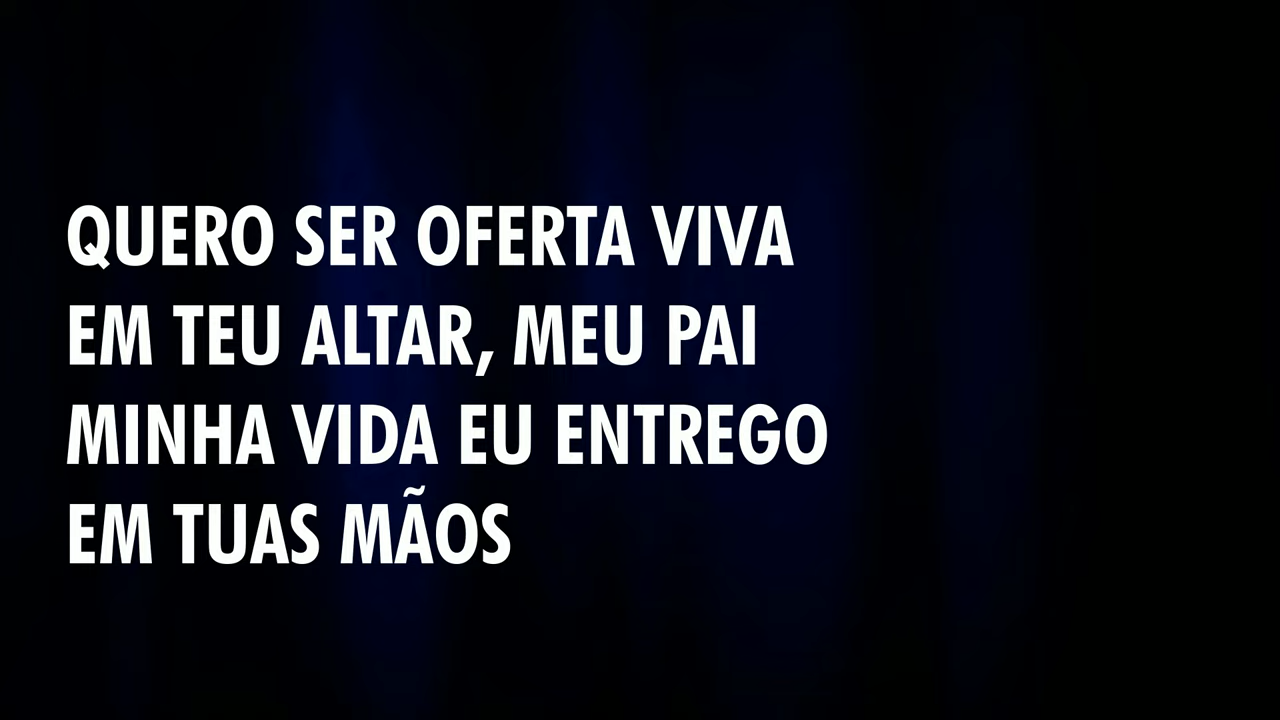 QUERO SER OFERTA VIVA
EM TEU ALTAR, MEU PAI
MINHA VIDA EU ENTREGO
EM TUAS MÃOS